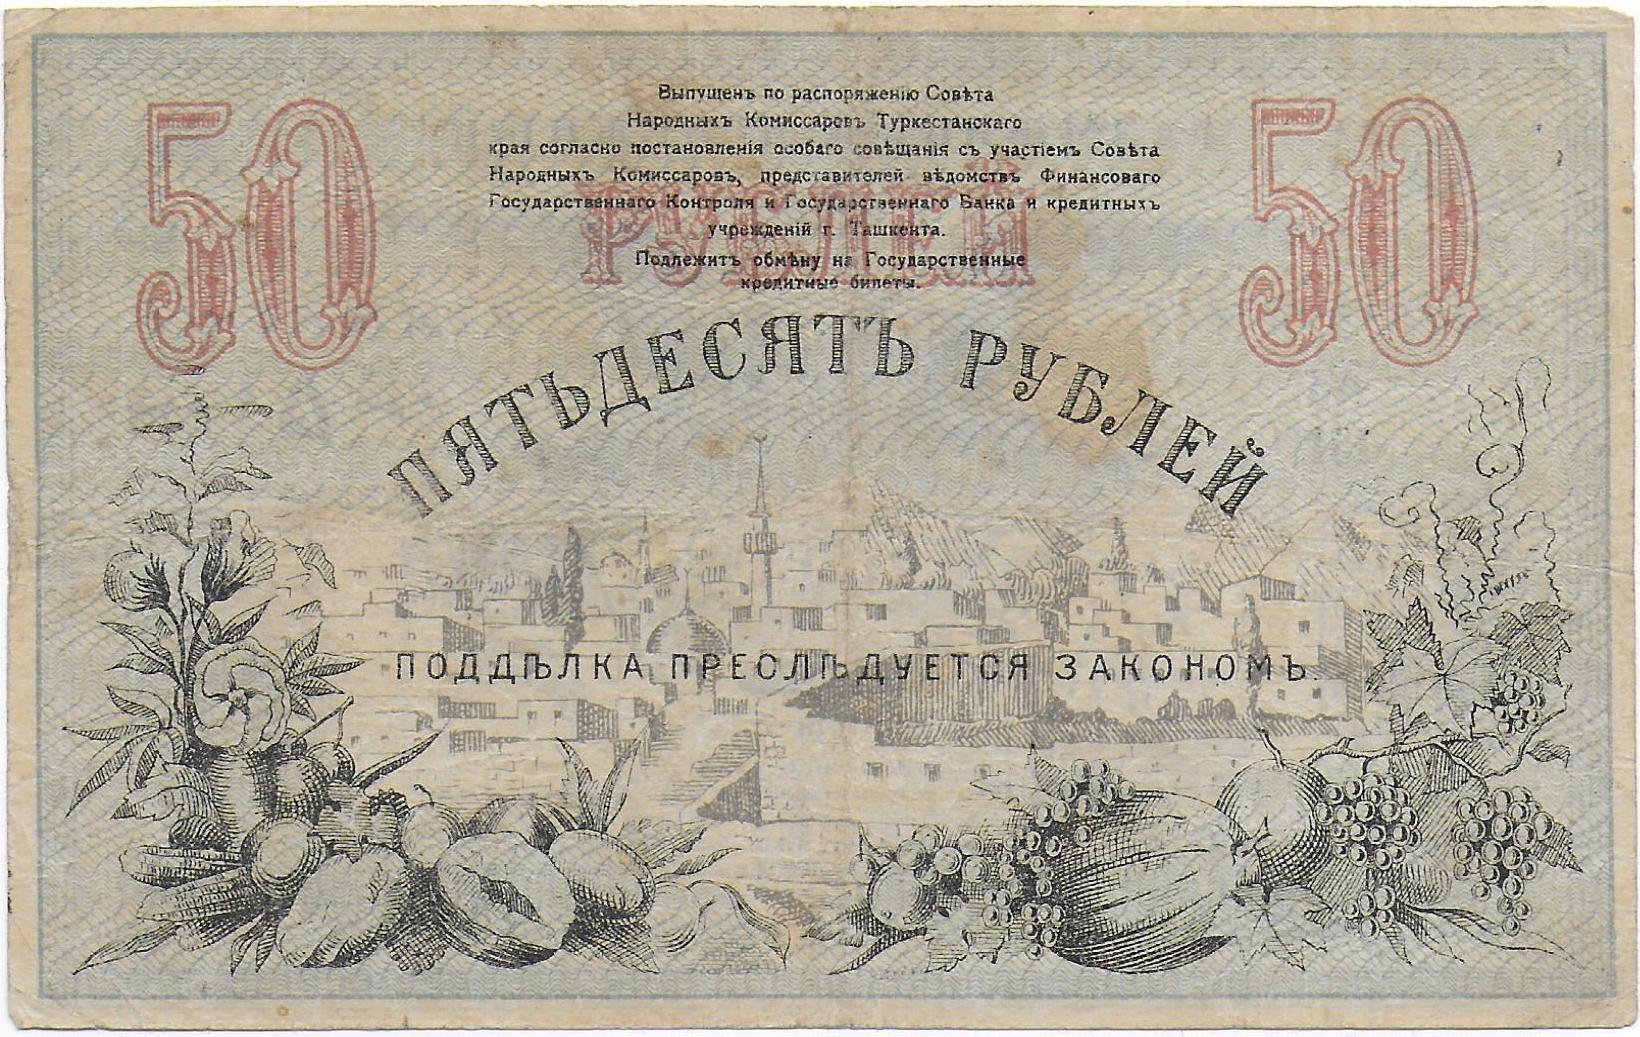 50
50
Выпущенъ по распоряженію Совѣта
Народныхъ Комиссаровъ Туркестанскаго
края согласно постановленія особаго совѣщанія съ участіемъ Совѣта
Народныхъ Комиссаровъ, представителей вѣдомствъ Финансоваго
Государственнаго Контроля и Государственнаго Банка и кредитныхъ
учрежденій г. Ташкента.
Подлежитъ обмѣну на Государственные
кредитные билеты.
РУБЛЕЙ
ПЯТЬДЕСЯТЬ РУБЛЕЙ
ПОДДѢЛКА ПРЕСЛѢДУЕТСЯ ЗАКОНОМЪ.